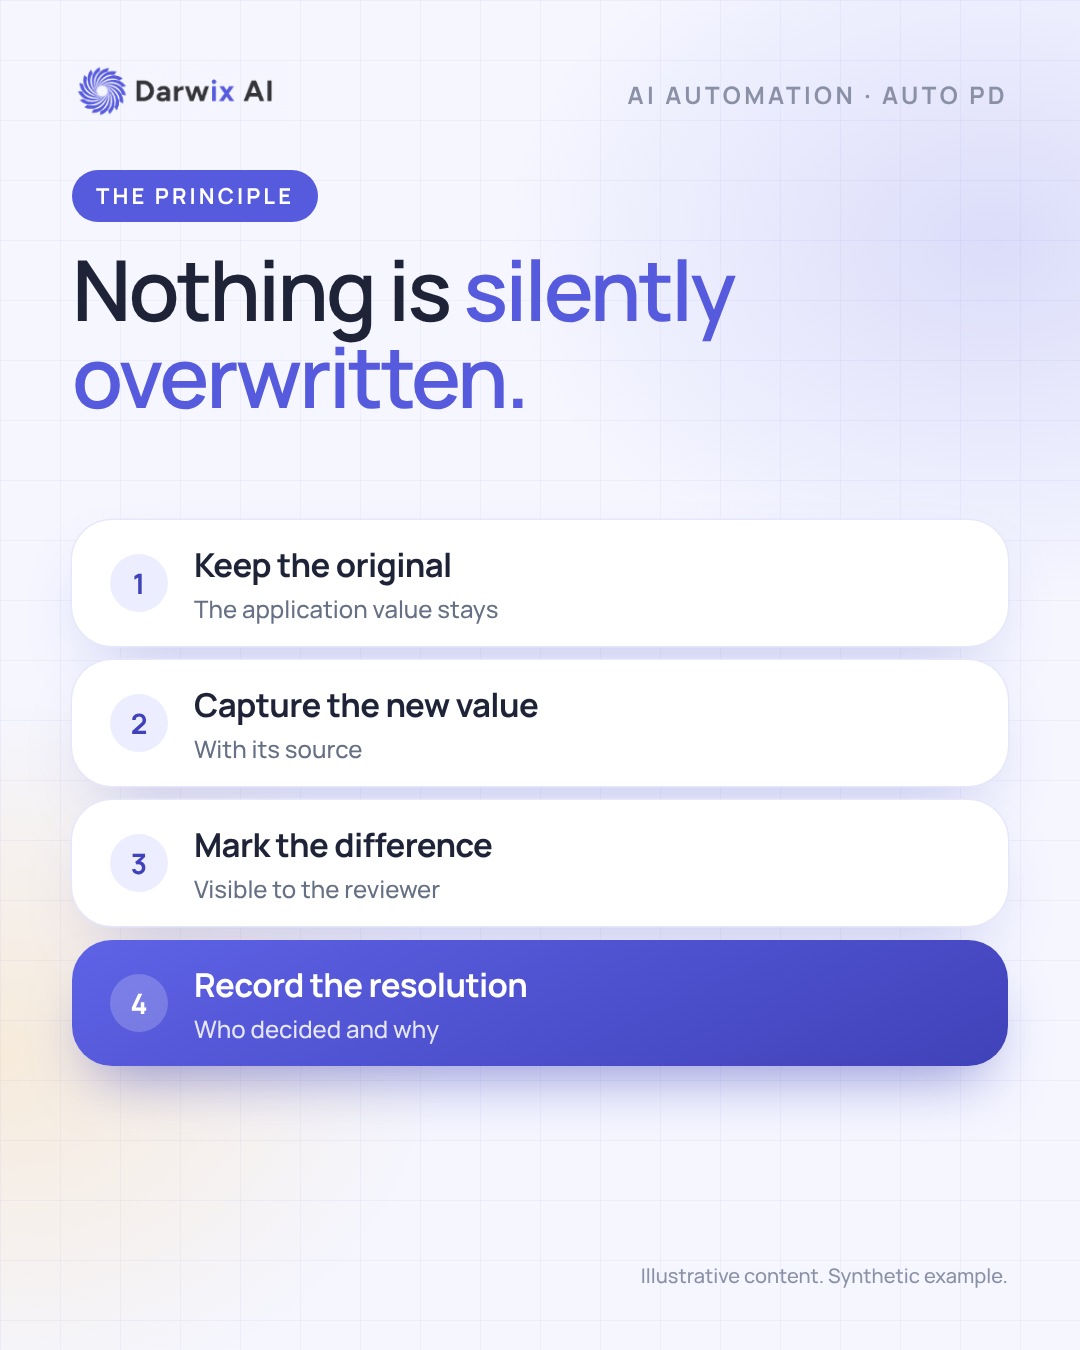 Darwix AI
AI AUTOMATION · AUTO PD
THE PRINCIPLE
Nothing is silently
overwritten.
1
Keep the original
The application value stays
2
Capture the new value
With its source
3
Mark the difference
Visible to the reviewer
4
Record the resolution
Who decided and why
Illustrative content. Synthetic example.